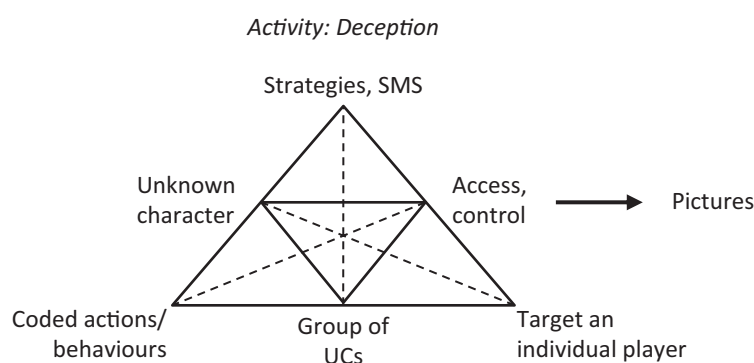 Activity: Deception
Strategies, SMS
Unknown
character
Access,
control
Pictures
Coded actions/
behaviours
Group of
UCs
Target an
individual player